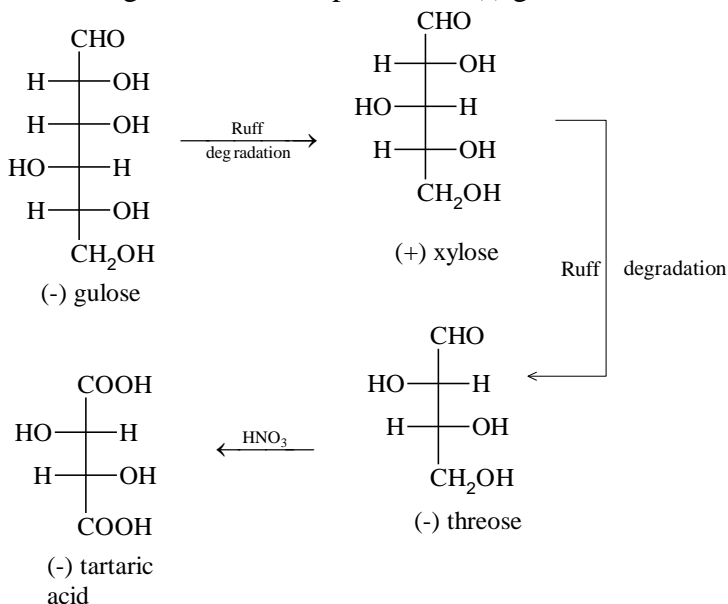 CHO
H OH
H OH
HO H
H OH
CH2OH
(-) gulose
Ruff
degradation
CHO
H OH
HO H
H OH
CH2OH
(+) xylose
Ruff degradation
CHO
HO H
H OH
CH2OH
(-) threose
HNO3
COOH
HO H
H OH
COOH
(-) tartaric
acid